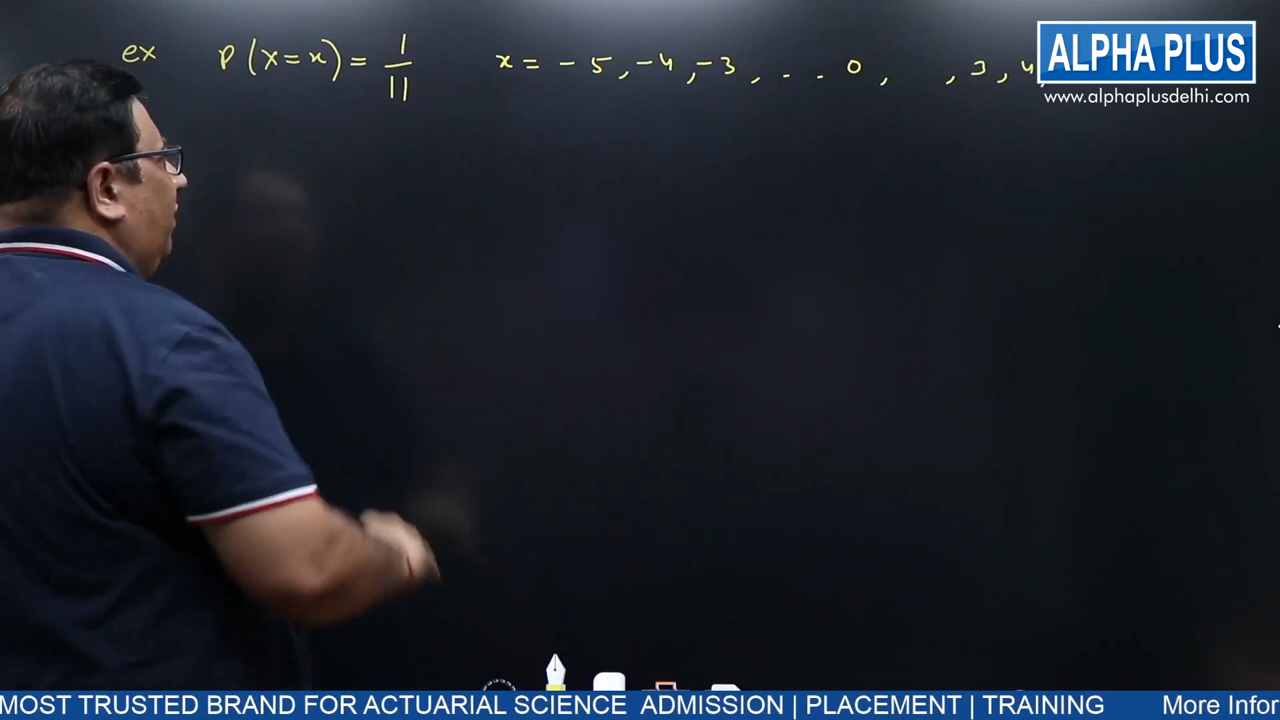 ex P(X=x) = 1/11 x = -5, -4, -3, .. 0, , 3, 4,
ALPHA PLUS
www.alphaplusdelhi.com
MOST TRUSTED BRAND FOR ACTUARIAL SCIENCE ADMISSION | PLACEMENT | TRAINING More Infor